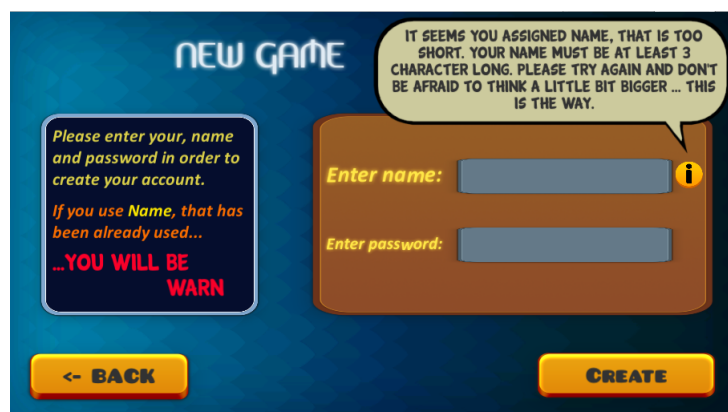 NEW GAME
IT SEEMS YOU ASSIGNED NAME, THAT IS TOO
SHORT. YOUR NAME MUST BE AT LEAST 3
CHARACTER LONG. PLEASE TRY AGAIN AND DON'T
BE AFRAID TO THINK A LITTLE BIT BIGGER ... THIS
IS THE WAY.
Please enter your, name
and password in order to
create your account.
If you use Name, that has
been already used...
...YOU WILL BE
WARN
Enter name:
i
Enter password:
<- BACK
CREATE